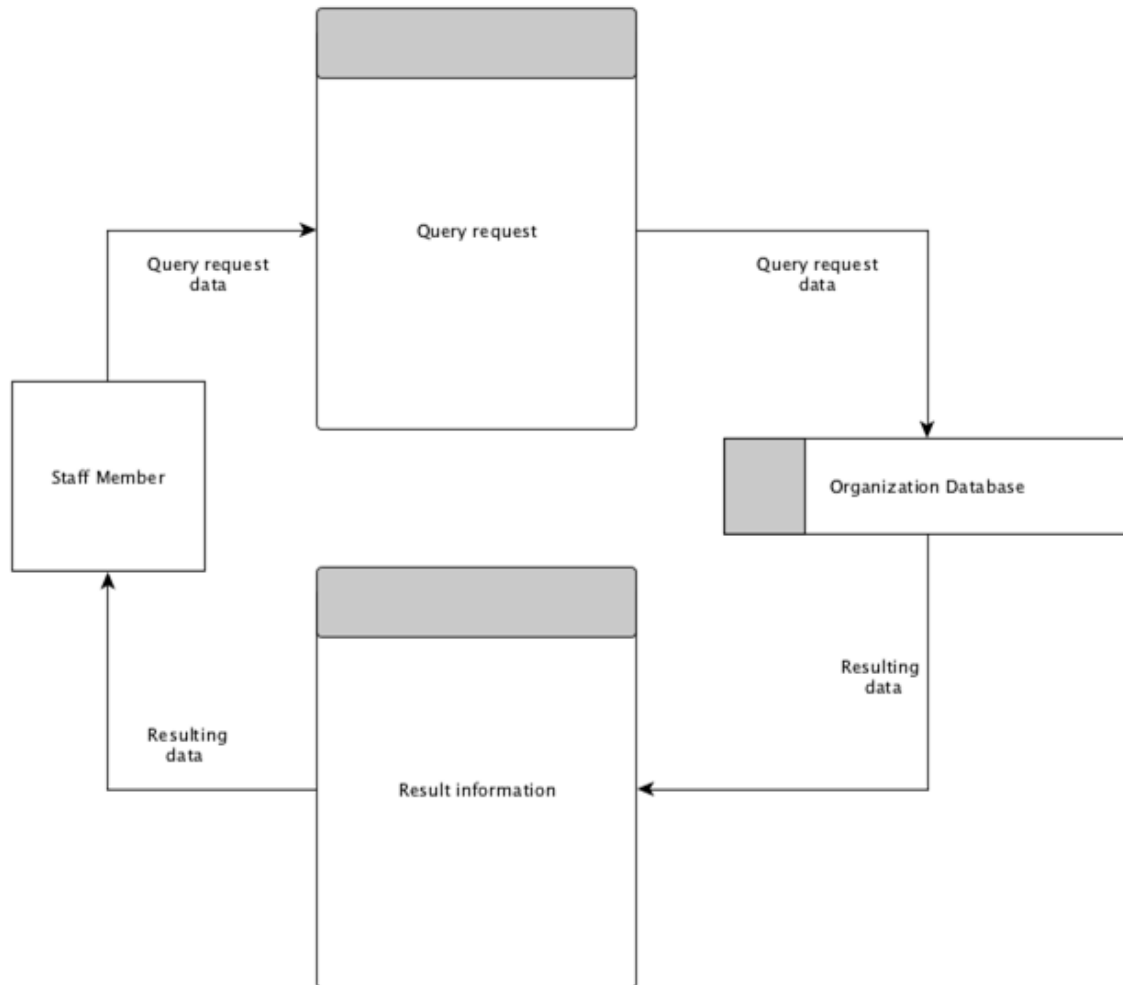 Query request
Query request
data
Query request
data
Staff Member
Organization Database
Resulting
data
Resulting
data
Result information